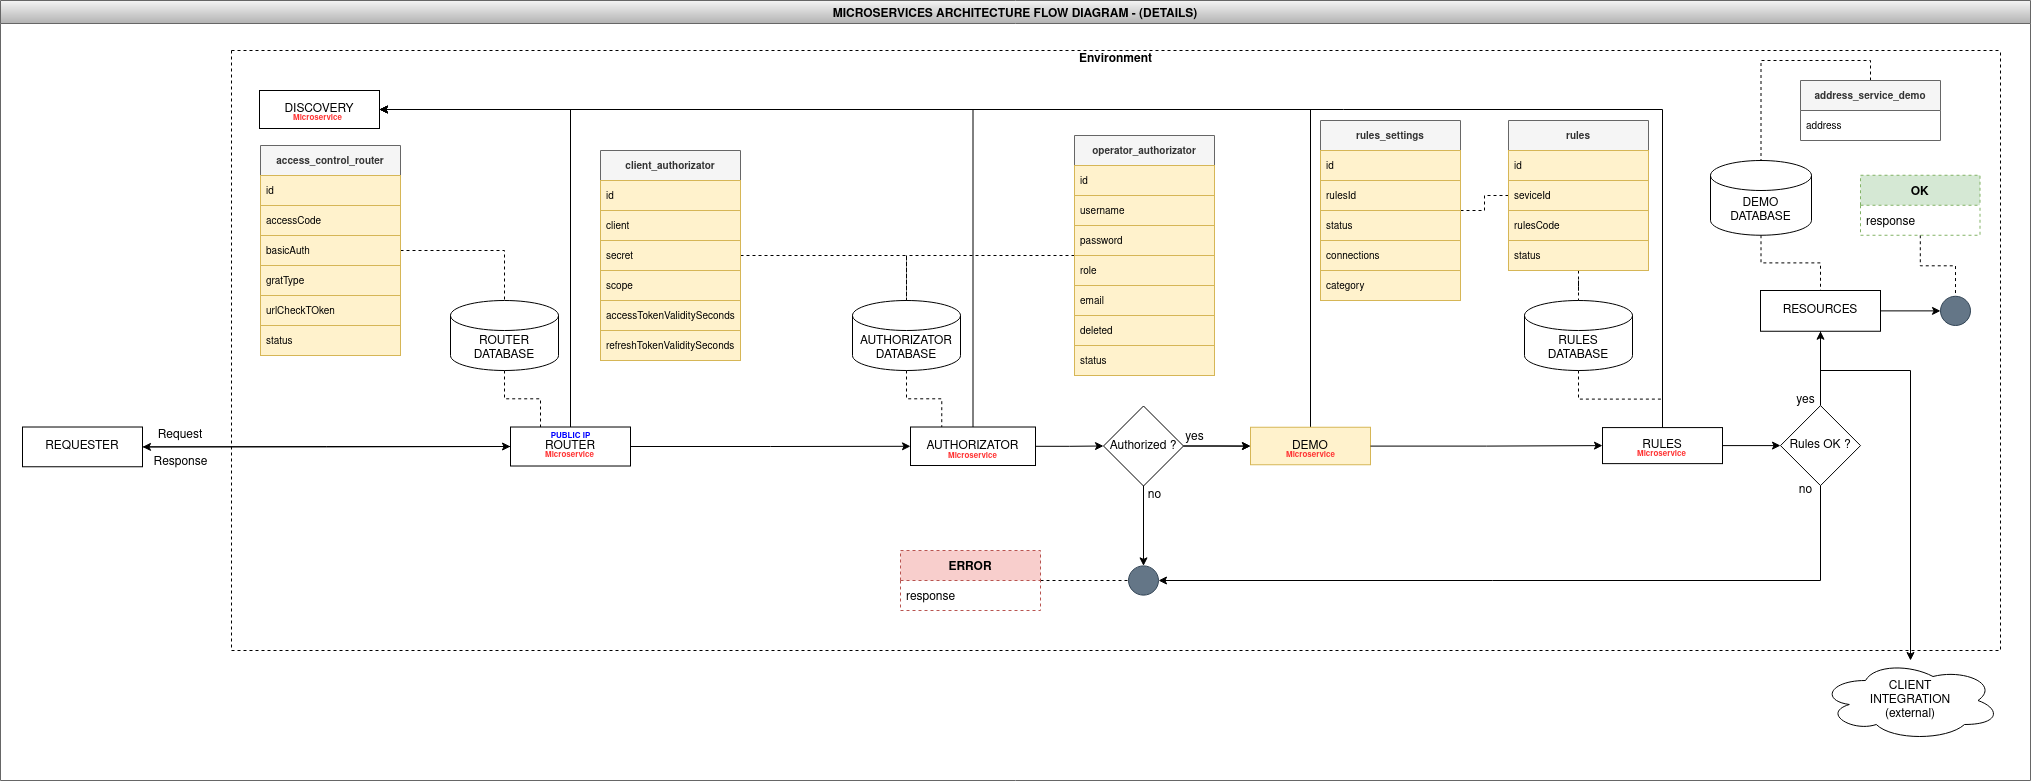 MICROSERVICES ARCHITECTURE FLOW DIAGRAM - (DETAILS)
Environment
DISCOVERY
Microservice
access_control_router
id
accessCode
basicAuth
gratType
urlCheckTOken
status
client_authorizator
id
client
secret
scope
accessTokenValiditySeconds
refreshTokenValiditySeconds
operator_authorizator
id
username
password
role
email
deleted
status
rules_settings
id
rulesId
status
connections
category
rules
id
seviceId
rulesCode
status
address_service_demo
address
DEMO
DATABASE
OK
response
ROUTER
DATABASE
AUTHORIZATOR
DATABASE
RULES
DATABASE
RESOURCES
REQUESTER
Request
Response
PUBLIC IP
ROUTER
Microservice
AUTHORIZATOR
Microservice
Authorized ?
yes
no
DEMO
Microservice
RULES
Microservice
yes
Rules OK ?
no
ERROR
response
CLIENT
INTEGRATION
(external)